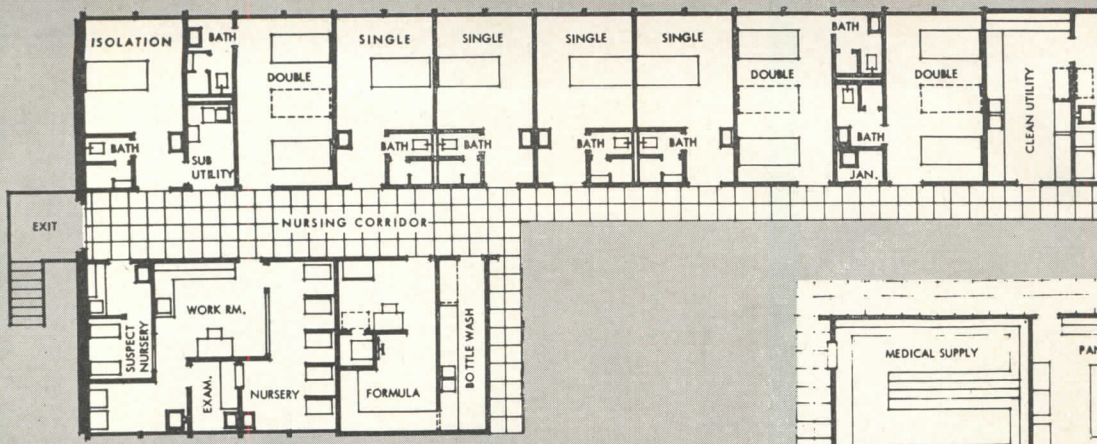 ISOLATION
BATH
DOUBLE
SINGLE
SINGLE
SINGLE
SINGLE
DOUBLE
BATH
DOUBLE
CLEAN UTILITY
BATH
SUB
UTILITY
BATH
BATH
BATH
BATH
BATH
JAN.
EXIT
NURSING CORRIDOR
SUSPECT
NURSERY
WORK RM.
EXAM.
NURSERY
FORMULA
BOTTLE WASH
MEDICAL SUPPLY
PAN